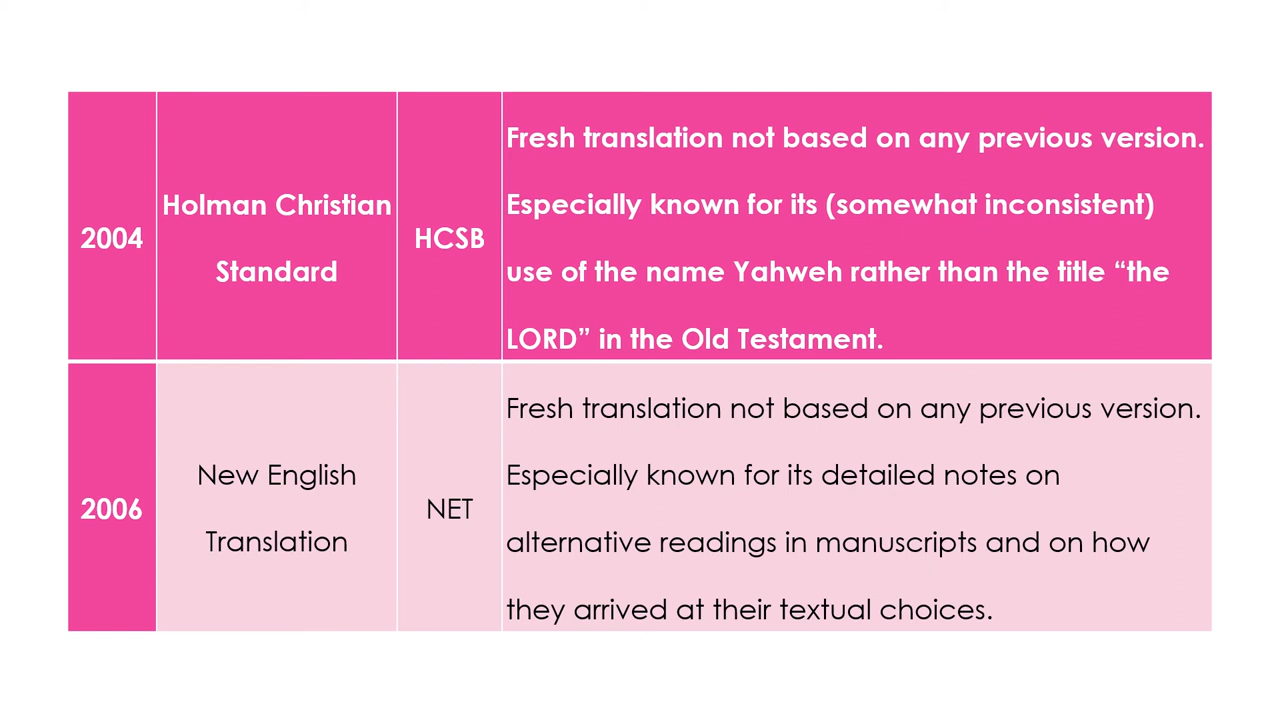 2004
Holman Christian
Standard
HCSB
Fresh translation not based on any previous version.
Especially known for its (somewhat inconsistent)
use of the name Yahweh rather than the title “the
LORD” in the Old Testament.
2006
New English
Translation
NET
Fresh translation not based on any previous version.
Especially known for its detailed notes on
alternative readings in manuscripts and on how
they arrived at their textual choices.